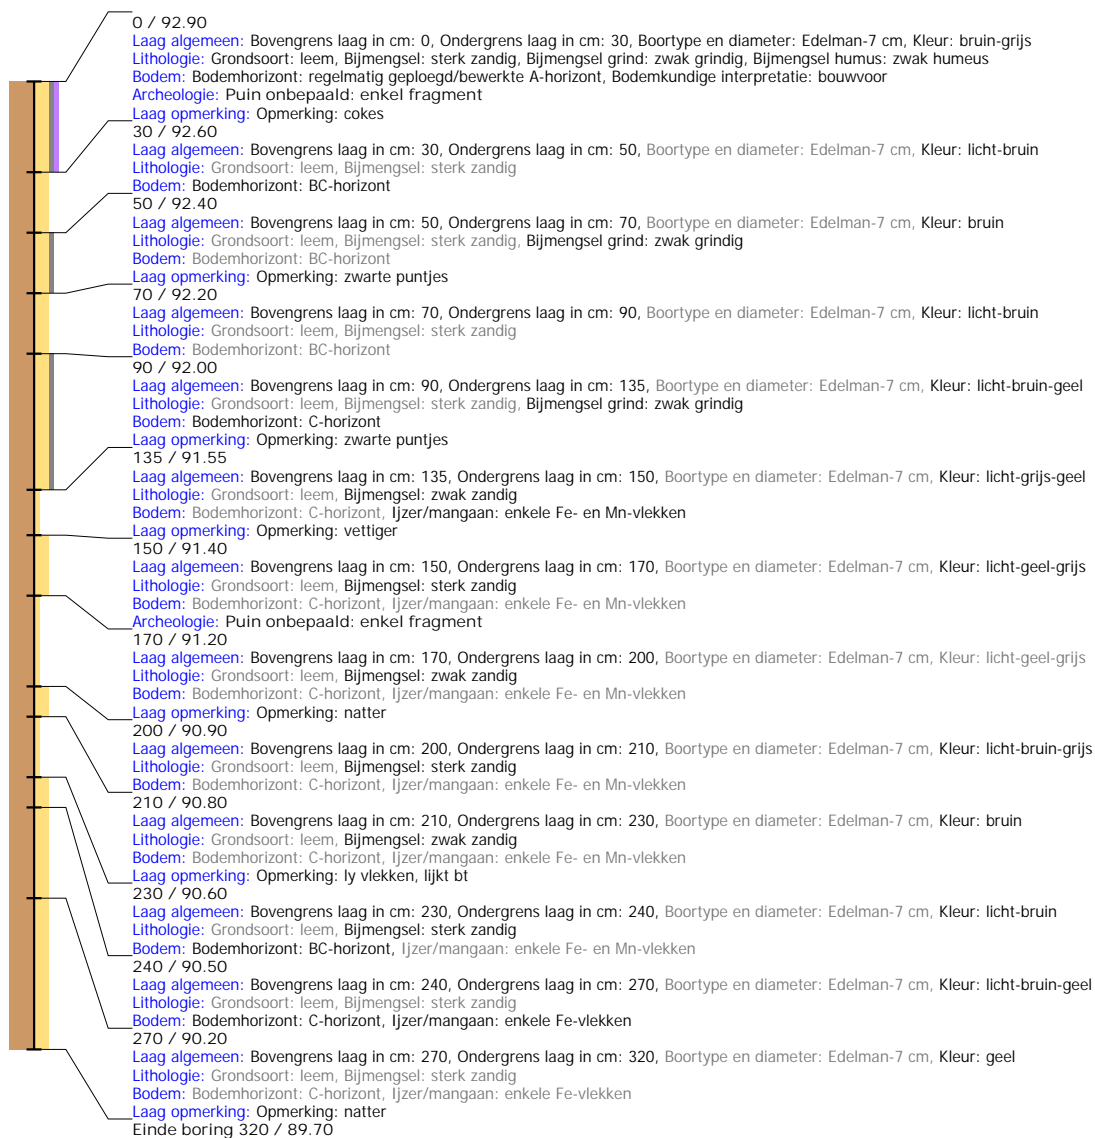 0 / 92.90
Laag algemeen: Bovengrens laag in cm: 0, Ondergrens laag in cm: 30, Boortype en diameter: Edelman-7 cm, Kleur: bruin-grijs
Lithologie: Grondsoort: leem, Bijmengsel: sterk zandig, Bijmengsel grind: zwak grindig, Bijmengsel humus: zwak humeus
Bodem: Bodemhorizont: regelmatig geploegd/bewerkte A-horizont, Bodemkundige interpretatie: bouwvoor
Archeologie: Puin onbepaald: enkel fragment
Laag opmerking: Opmerking: cokes
30 / 92.60
Laag algemeen: Bovengrens laag in cm: 30, Ondergrens laag in cm: 50, Boortype en diameter: Edelman-7 cm, Kleur: licht-bruin
Lithologie: Grondsoort: leem, Bijmengsel: sterk zandig
Bodem: Bodemhorizont: BC-horizont
50 / 92.40
Laag algemeen: Bovengrens laag in cm: 50, Ondergrens laag in cm: 70, Boortype en diameter: Edelman-7 cm, Kleur: bruin
Lithologie: Grondsoort: leem, Bijmengsel: sterk zandig, Bijmengsel grind: zwak grindig
Bodem: Bodemhorizont: BC-horizont
Laag opmerking: Opmerking: zwarte puntjes
70 / 92.20
Laag algemeen: Bovengrens laag in cm: 70, Ondergrens laag in cm: 90, Boortype en diameter: Edelman-7 cm, Kleur: licht-bruin
Lithologie: Grondsoort: leem, Bijmengsel: sterk zandig
Bodem: Bodemhorizont: BC-horizont
90 / 92.00
Laag algemeen: Bovengrens laag in cm: 90, Ondergrens laag in cm: 135, Boortype en diameter: Edelman-7 cm, Kleur: licht-bruin-geel
Lithologie: Grondsoort: leem, Bijmengsel: sterk zandig, Bijmengsel grind: zwak grindig
Bodem: Bodemhorizont: C-horizont
Laag opmerking: Opmerking: zwarte puntjes
135 / 91.55
Laag algemeen: Bovengrens laag in cm: 135, Ondergrens laag in cm: 150, Boortype en diameter: Edelman-7 cm, Kleur: licht-grijs-geel
Lithologie: Grondsoort: leem, Bijmengsel: zwak zandig
Bodem: Bodemhorizont: C-horizont, Ijzer/mangaan: enkele Fe- en Mn-vlekken
Laag opmerking: Opmerking: vettiger
150 / 91.40
Laag algemeen: Bovengrens laag in cm: 150, Ondergrens laag in cm: 170, Boortype en diameter: Edelman-7 cm, Kleur: licht-geel-grijs
Lithologie: Grondsoort: leem, Bijmengsel: sterk zandig
Bodem: Bodemhorizont: C-horizont, Ijzer/mangaan: enkele Fe- en Mn-vlekken
Archeologie: Puin onbepaald: enkel fragment
170 / 91.20
Laag algemeen: Bovengrens laag in cm: 170, Ondergrens laag in cm: 200, Boortype en diameter: Edelman-7 cm, Kleur: licht-geel-grijs
Lithologie: Grondsoort: leem, Bijmengsel: zwak zandig
Bodem: Bodemhorizont: C-horizont, Ijzer/mangaan: enkele Fe- en Mn-vlekken
Laag opmerking: Opmerking: natter
200 / 90.90
Laag algemeen: Bovengrens laag in cm: 200, Ondergrens laag in cm: 210, Boortype en diameter: Edelman-7 cm, Kleur: licht-bruin-grijs
Lithologie: Grondsoort: leem, Bijmengsel: sterk zandig
Bodem: Bodemhorizont: C-horizont, Ijzer/mangaan: enkele Fe- en Mn-vlekken
210 / 90.80
Laag algemeen: Bovengrens laag in cm: 210, Ondergrens laag in cm: 230, Boortype en diameter: Edelman-7 cm, Kleur: bruin
Lithologie: Grondsoort: leem, Bijmengsel: zwak zandig
Bodem: Bodemhorizont: C-horizont, Ijzer/mangaan: enkele Fe- en Mn-vlekken
Laag opmerking: Opmerking: ly vlekken, lijkt bt
230 / 90.60
Laag algemeen: Bovengrens laag in cm: 230, Ondergrens laag in cm: 240, Boortype en diameter: Edelman-7 cm, Kleur: licht-bruin
Lithologie: Grondsoort: leem, Bijmengsel: sterk zandig
Bodem: Bodemhorizont: BC-horizont, Ijzer/mangaan: enkele Fe- en Mn-vlekken
240 / 90.50
Laag algemeen: Bovengrens laag in cm: 240, Ondergrens laag in cm: 270, Boortype en diameter: Edelman-7 cm, Kleur: licht-bruin-geel
Lithologie: Grondsoort: leem, Bijmengsel: sterk zandig
Bodem: Bodemhorizont: C-horizont, Ijzer/mangaan: enkele Fe-vlekken
270 / 90.20
Laag algemeen: Bovengrens laag in cm: 270, Ondergrens laag in cm: 320, Boortype en diameter: Edelman-7 cm, Kleur: geel
Lithologie: Grondsoort: leem, Bijmengsel: sterk zandig
Bodem: Bodemhorizont: C-horizont, Ijzer/mangaan: enkele Fe-vlekken
Laag opmerking: Opmerking: natter
Einde boring 320 / 89.70